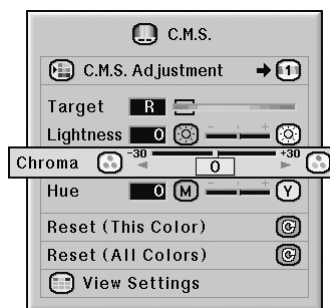 C.M.S.
C.M.S. Adjustment 1
Target R
Lightness 0 - +
Chroma -30 0 +30
Hue 0 M - + Y
Reset (This Color)
Reset (All Colors)
View Settings